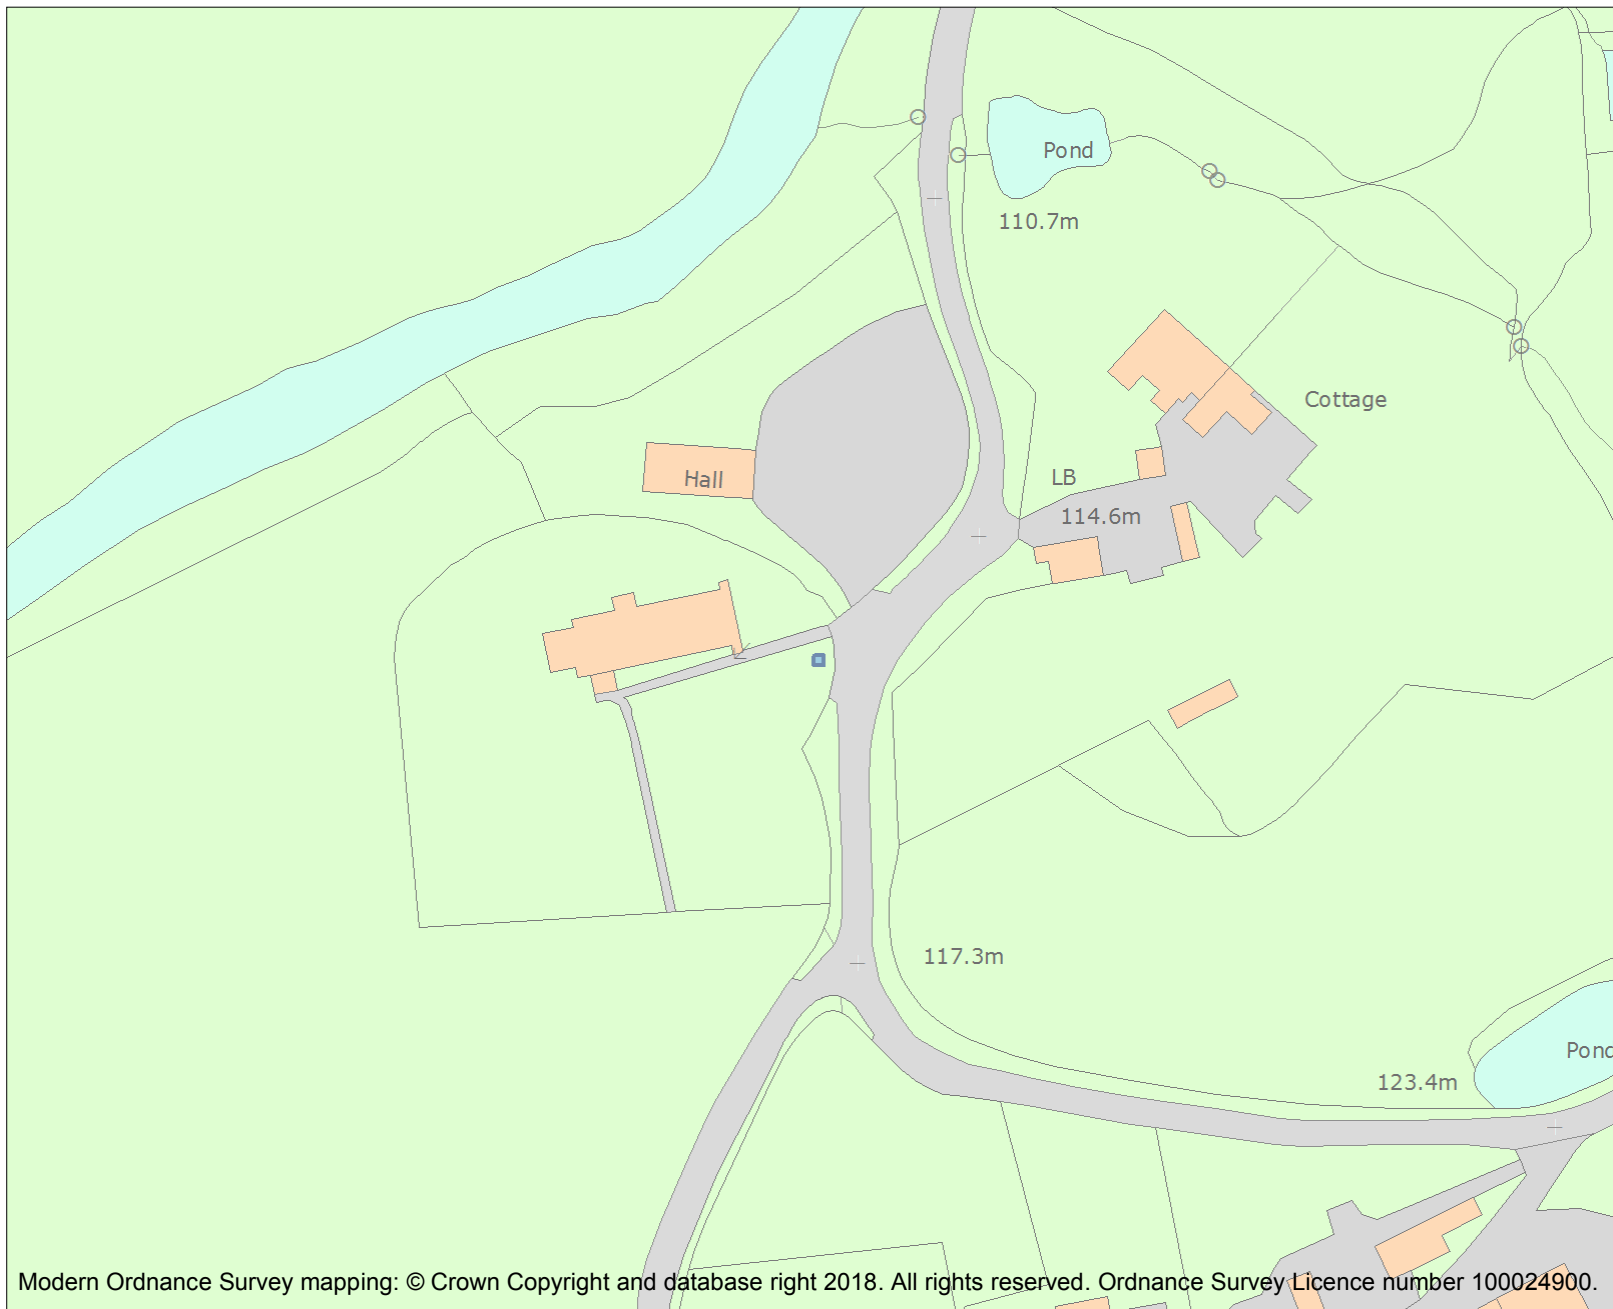 Pond
110.7m
Cottage
Hall
LB
114.6m
117.3m
Pond
123.4m
Modern Ordnance Survey mapping: © Crown Copyright and database right 2018. All rights reserved. Ordnance Survey Licence number 100024900.